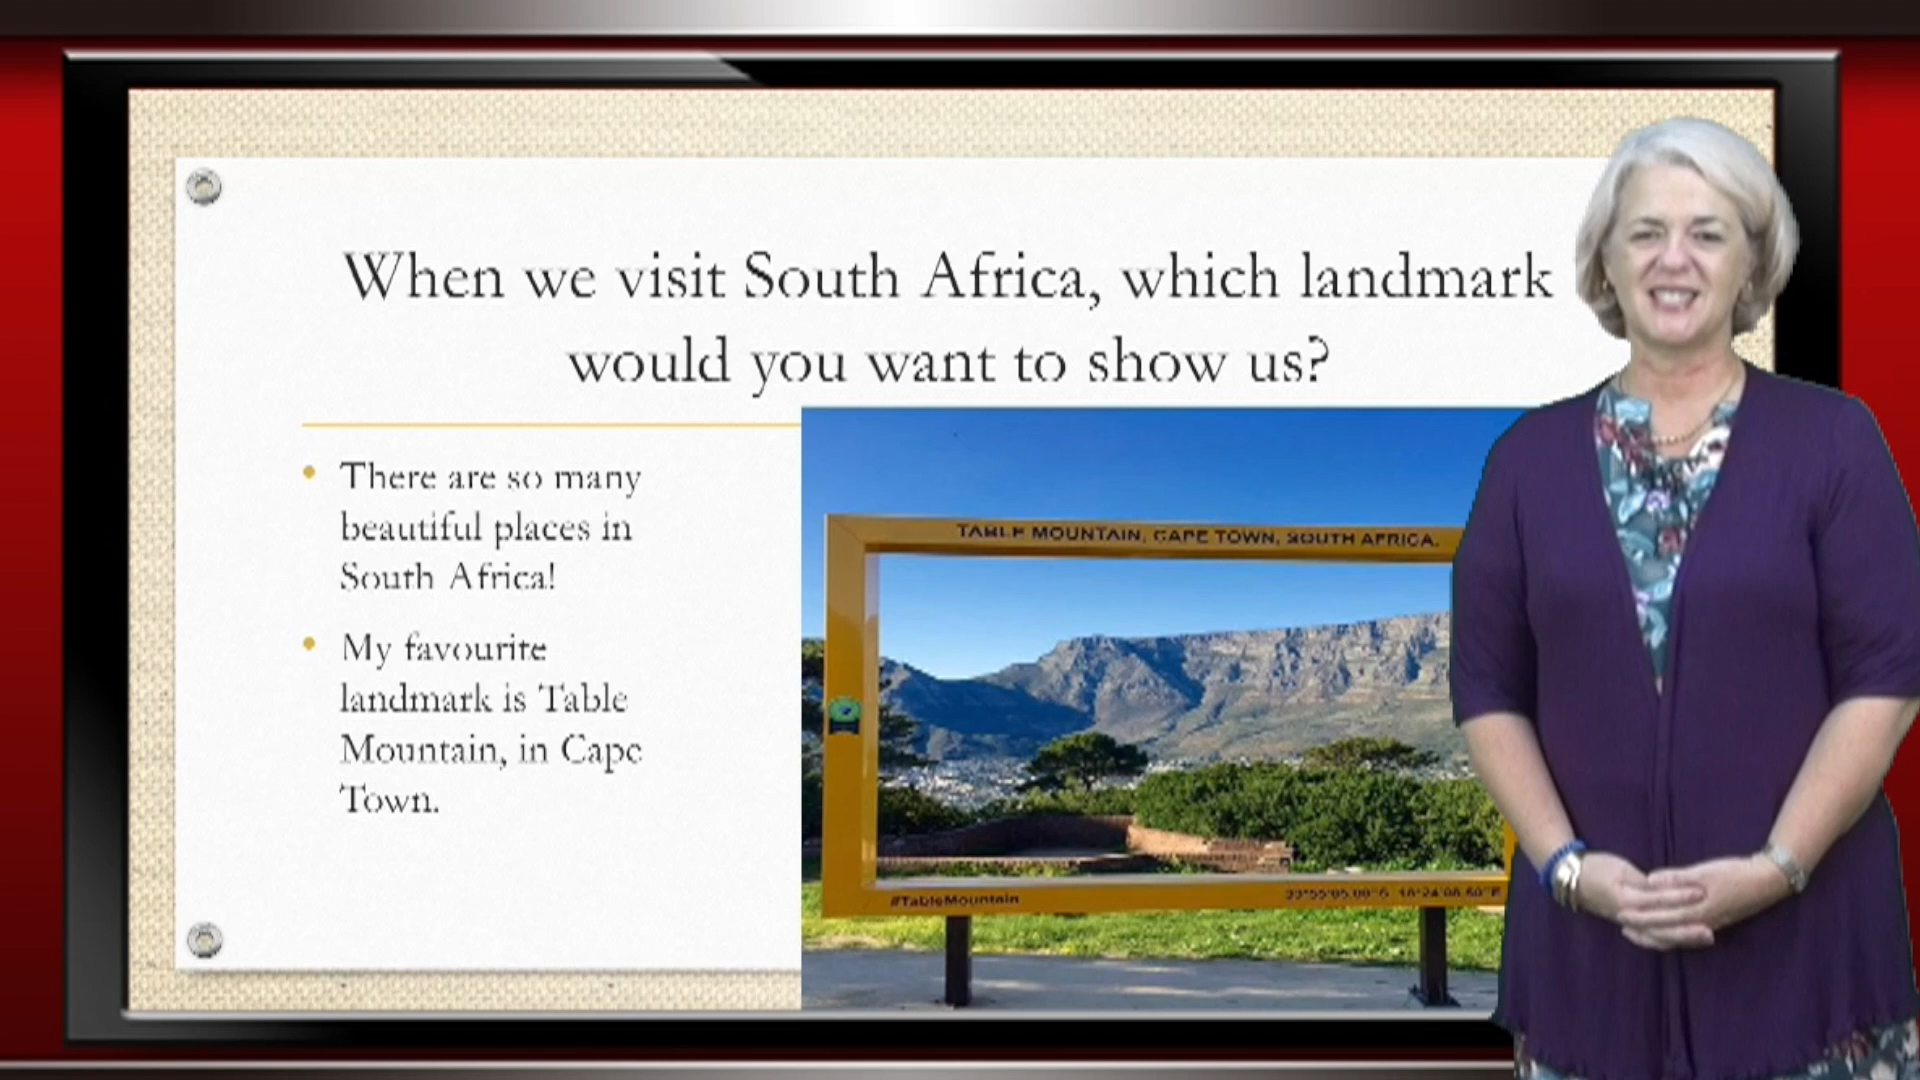 When we visit South Africa, which landmark
would you want to show us?
There are so many
beautiful places in
South Africa!
My favourite
landmark is Table
Mountain, in Cape
Town.
TABLE MOUNTAIN, CAPE TOWN, SOUTH AFRICA.
#TableMountain